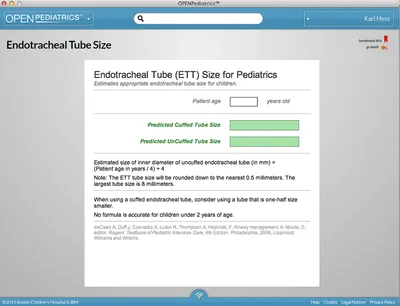 OPENPediatrics™
OPENPEDIATRICS™
Kari Hess
Endotracheal Tube Size
bookmark this
go back
Endotracheal Tube (ETT) Size for Pediatrics
Estimates appropriate endotracheal tube size for children.
Patient age years old
Predicted Cuffed Tube Size
Predicted UnCuffed Tube Size
Estimated size of inner diameter of uncuffed endotracheal tube (in mm) =
(Patient age in years / 4) + 4
Note: The ETT tube size will be rounded down to the nearest 0.5 millimeters. The
largest tube size is 8 millimeters.
When using a cuffed endotracheal tube, consider using a tube that is one-half size
smaller.
No formula is accurate for children under 2 years of age.
deCaen A, Duff J, Coovadia A, Luten R, Thompson A, Hazinski, F: Airway management. In Nicols, D,
editor, Rogers' Textbook of Pediatric Intensive Care, 4th Edition. Philadelphia, 2008, Lippincott
Williams and Wilkins.
©2013 Boston Children's Hospital & IBM
Help Credits Legal Notices Privacy Policy